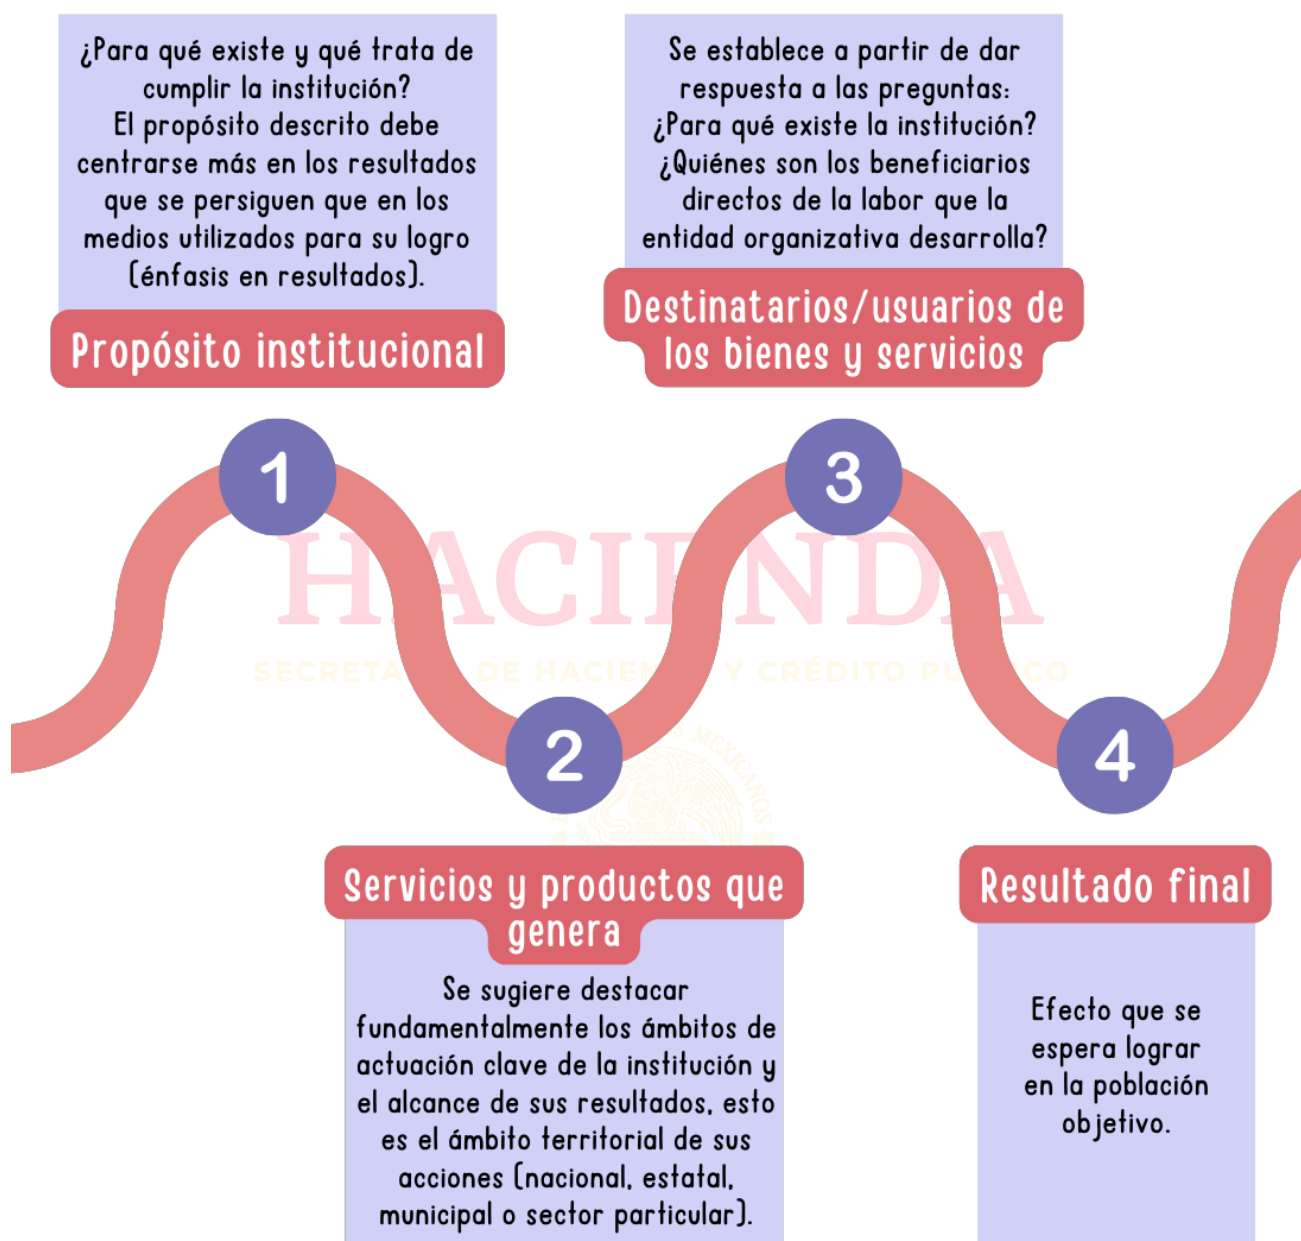 ¿Para qué existe y qué trata de
cumplir la institución?
El propósito descrito debe
centrarse más en los resultados
que se persiguen que en los
medios utilizados para su logro
(énfasis en resultados).
Propósito institucional
Se establece a partir de dar
respuesta a las preguntas:
¿Para qué existe la institución?
¿Quiénes son los beneficiarios
directos de la labor que la
entidad organizativa desarrolla?
Destinatarios/usuarios de
los bienes y servicios
1
3
HACIENDA
SECRETARÍA DE HACIENDA Y CRÉDITO PÚBLICO
MEXICANOS
2
4
Servicios y productos que
genera
Se sugiere destacar
fundamentalmente los ámbitos de
actuación clave de la institución y
el alcance de sus resultados, esto
es el ámbito territorial de sus
acciones (nacional, estatal,
municipal o sector particular).
Resultado final
Efecto que se
espera lograr
en la población
objetivo.